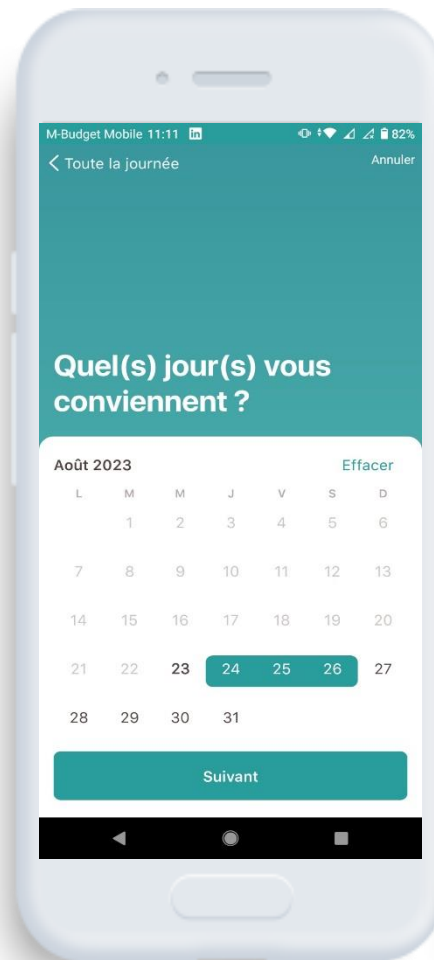 M-Budget Mobile 11:11 in 82%
Toute la journée Annuler
Quel(s) jour(s) vous
conviennent ?
Août 2023 Effacer
L M M J V S D
1 2 3 4 5 6
7 8 9 10 11 12 13
14 15 16 17 18 19 20
21 22 23 24 25 26 27
28 29 30 31
Suivant